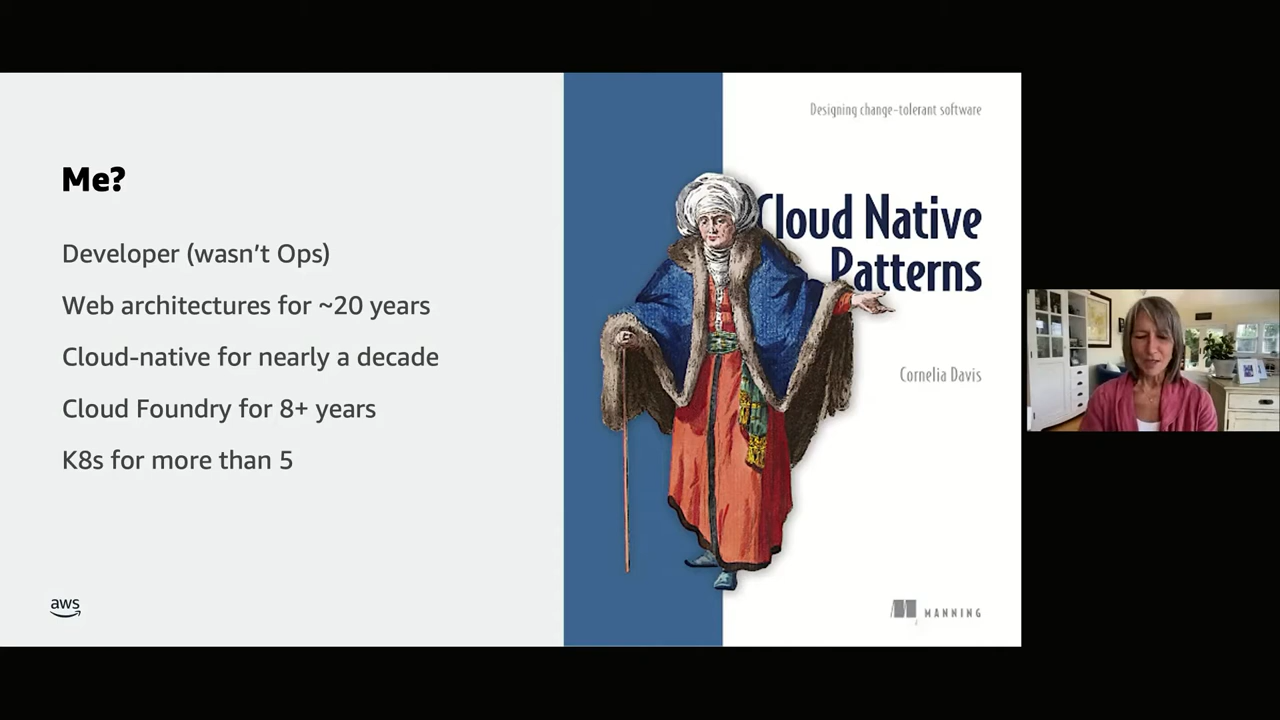 Me?
Developer (wasn't Ops)
Web architectures for ~20 years
Cloud-native for nearly a decade
Cloud Foundry for 8+ years
K8s for more than 5
aws
Designing change-tolerant software
Cloud Native
Patterns
Cornelia Davis
MANNING